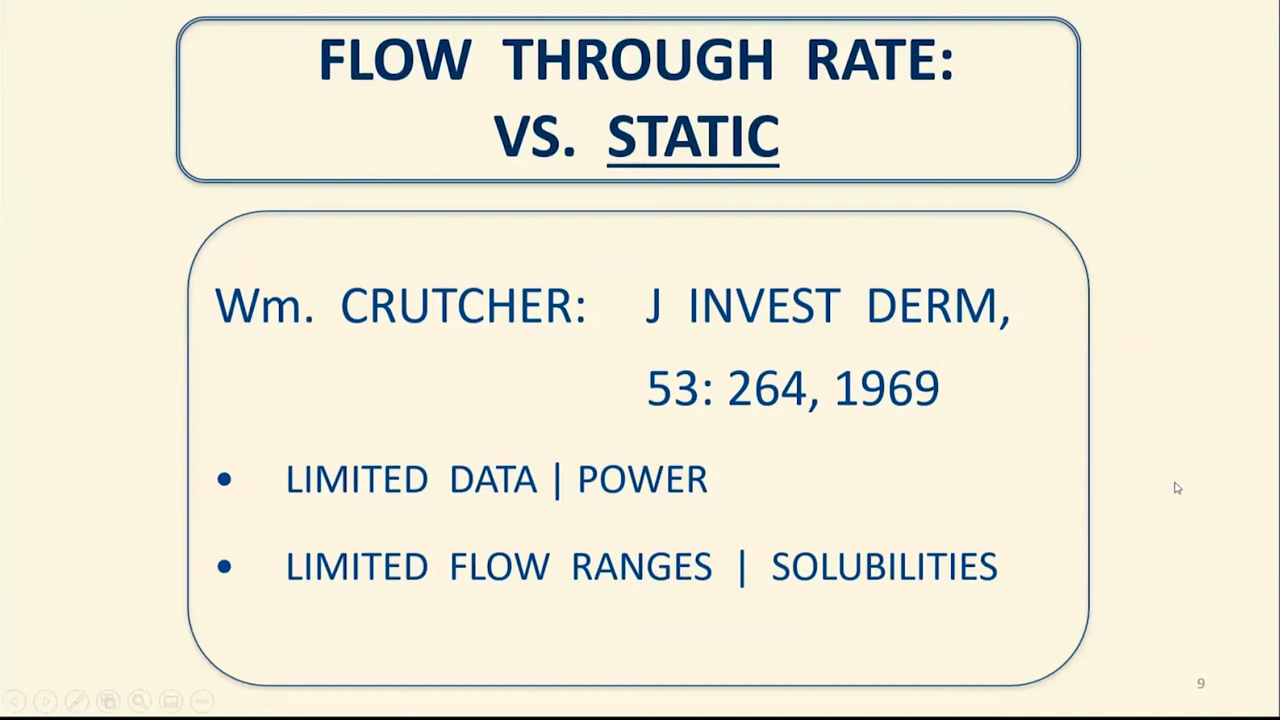 FLOW THROUGH RATE:
VS. STATIC
Wm. CRUTCHER: J INVEST DERM,
53: 264, 1969
• LIMITED DATA | POWER
• LIMITED FLOW RANGES | SOLUBILITIES
9